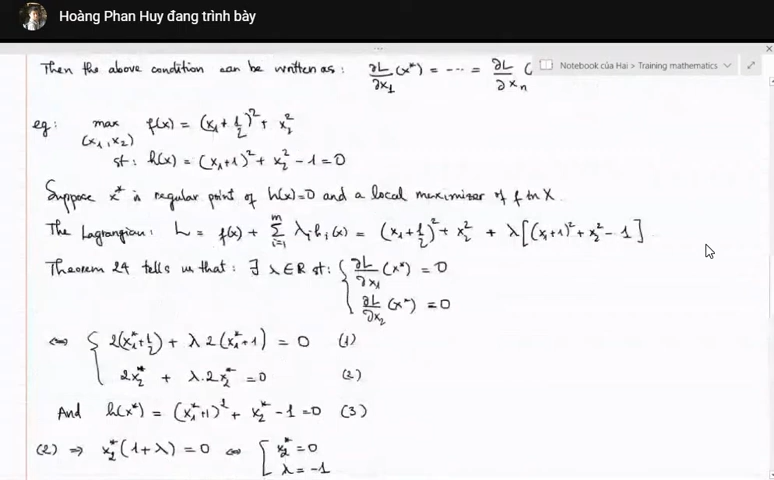 Hoàng Phan Huy đang trình bày
Then the above condition can be written as: ∂L/∂x₁ (x*) = --- = ∂L/∂xₙ (
Notebook của Hai > Training mathematics
eg: max f(x) = (x₁ + 1/2)² + x₂²
(x₁, x₂)
st: h(x) = (x₁+1)² + x₂² - 1 = 0
Suppose x* is regular point of h(x)=0 and a local maximizer of f on X.
The Lagrangian: L = f(x) + Σᵢ₌₁ᵐ λᵢhᵢ(x) = (x₁+1/2)² + x₂² + λ[(x₁+1)² + x₂² - 1]
Theorem 24 tells us that: ∃ λ ∈ R st: { ∂L/∂x₁ (x*) = 0
∂L/∂x₂ (x*) = 0
⇔ { 2(x₁*+1/2) + λ 2(x₁*+1) = 0 (1)
2x₂* + λ.2x₂* = 0 (2)
And h(x*) = (x₁*+1)² + x₂* - 1 = 0 (3)
(2) ⇒ x₂*(1+λ) = 0 ⇔ [ x₂* = 0
λ = -1